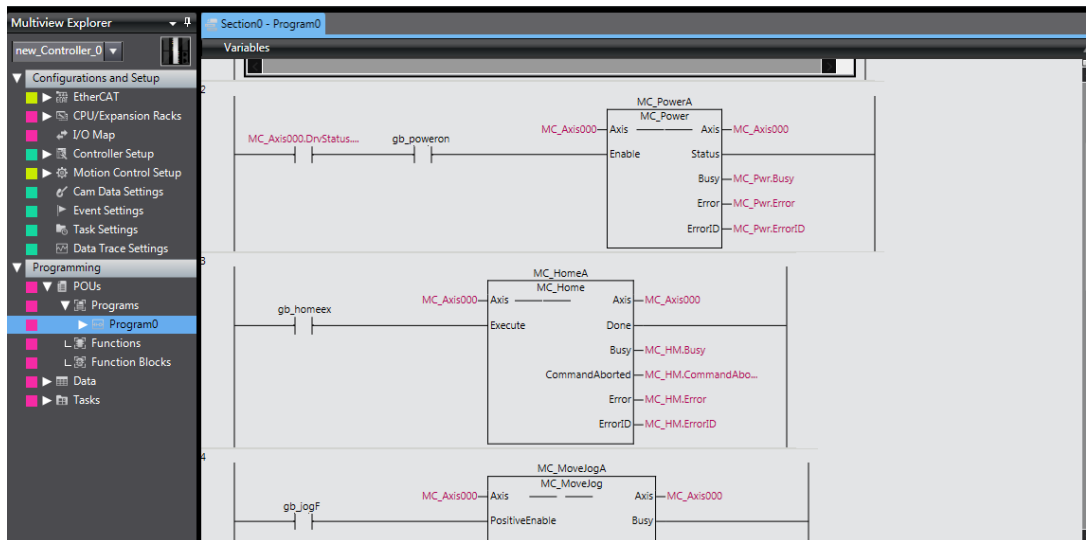 Multiview Explorer
Section0 - Program0
new_Controller_0
Variables
Configurations and Setup
EtherCAT
CPU/Expansion Racks
I/O Map
Controller Setup
Motion Control Setup
Cam Data Settings
Event Settings
Task Settings
Data Trace Settings
Programming
POUs
Programs
Program0
Functions
Function Blocks
Data
Tasks
2
MC_PowerA
MC_Power
MC_Axis000 Axis Axis MC_Axis000
MC_Axis000.DrvStatus.... gb_poweron
Enable Status
Busy MC_Pwr.Busy
Error MC_Pwr.Error
ErrorID MC_Pwr.ErrorID
3
MC_HomeA
MC_Home
MC_Axis000 Axis Axis MC_Axis000
gb_homeex
Execute Done
Busy MC_HM.Busy
CommandAborted MC_HM.CommandAbo...
Error MC_HM.Error
ErrorID MC_HM.ErrorID
4
MC_MoveJogA
MC_MoveJog
MC_Axis000 Axis Axis MC_Axis000
gb_jogF
PositiveEnable Busy